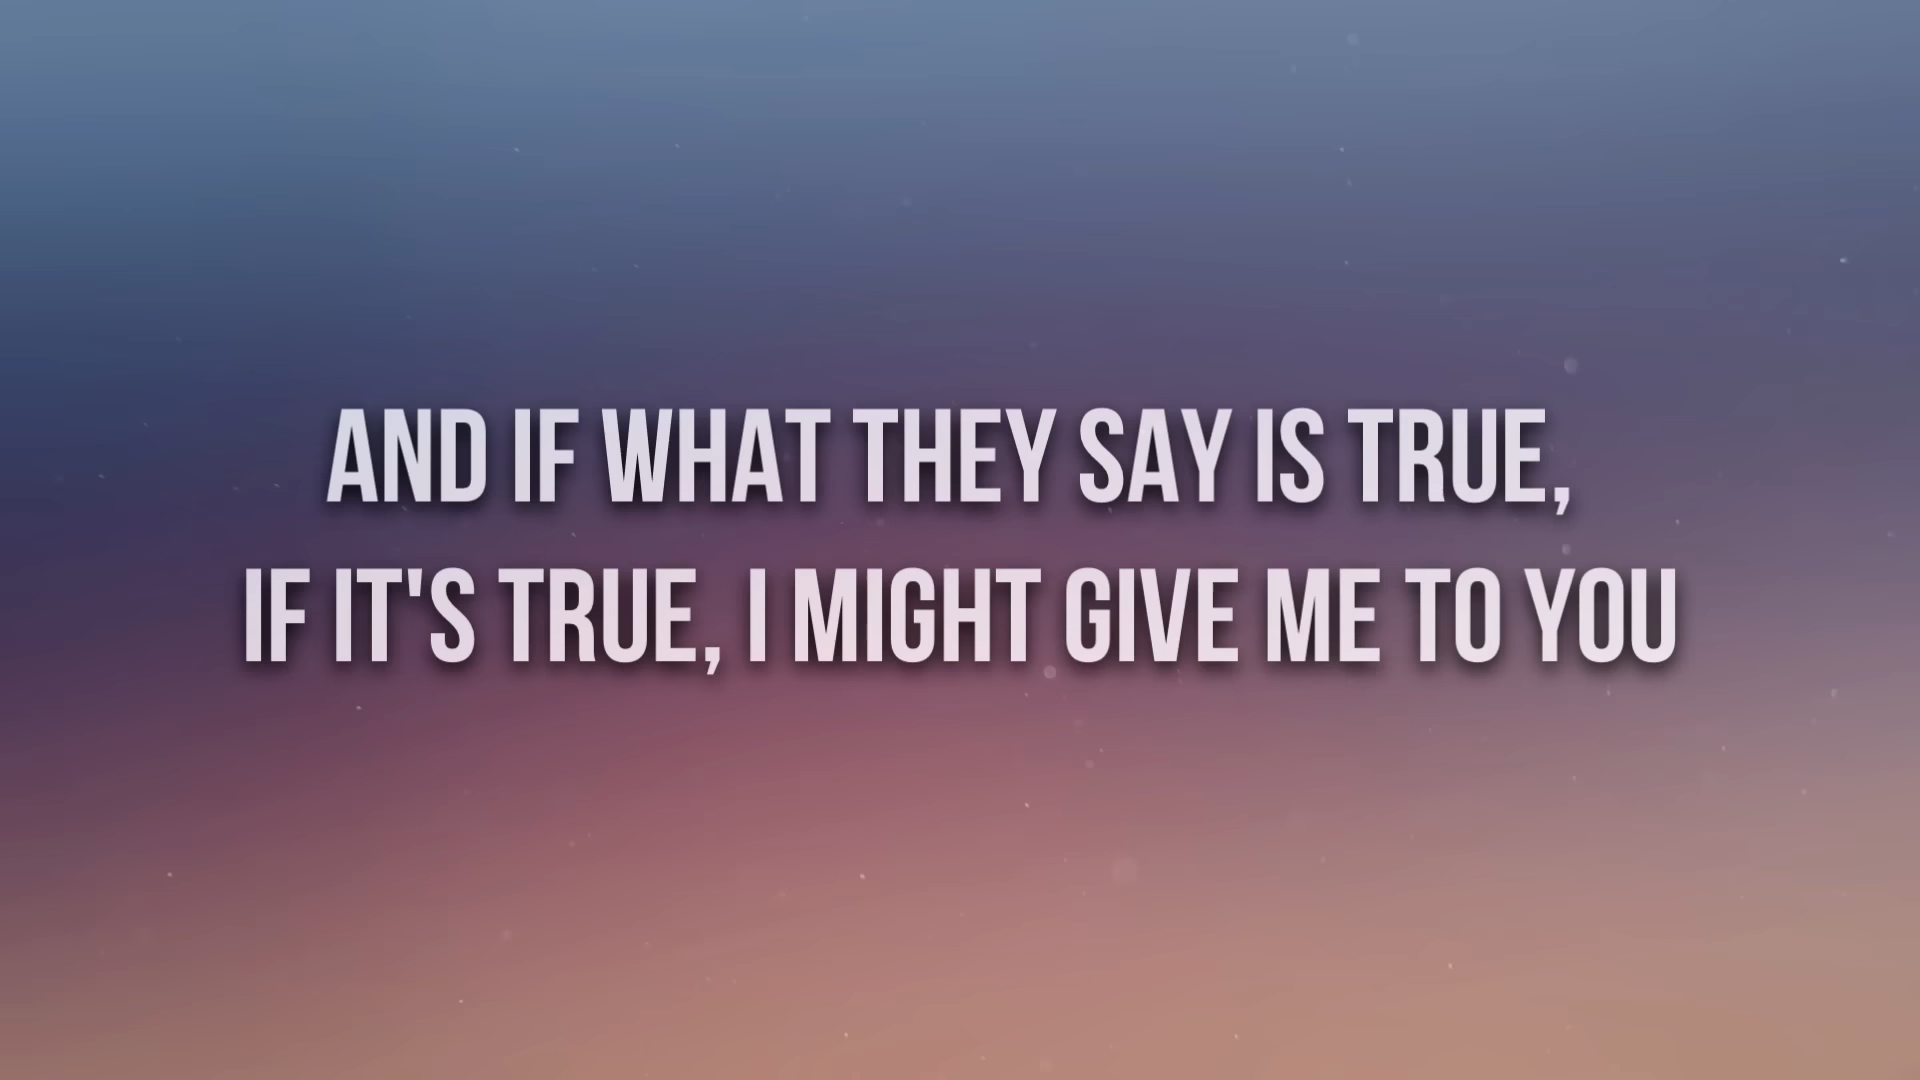 AND IF WHAT THEY SAY IS TRUE,
IF IT'S TRUE, I MIGHT GIVE ME TO YOU